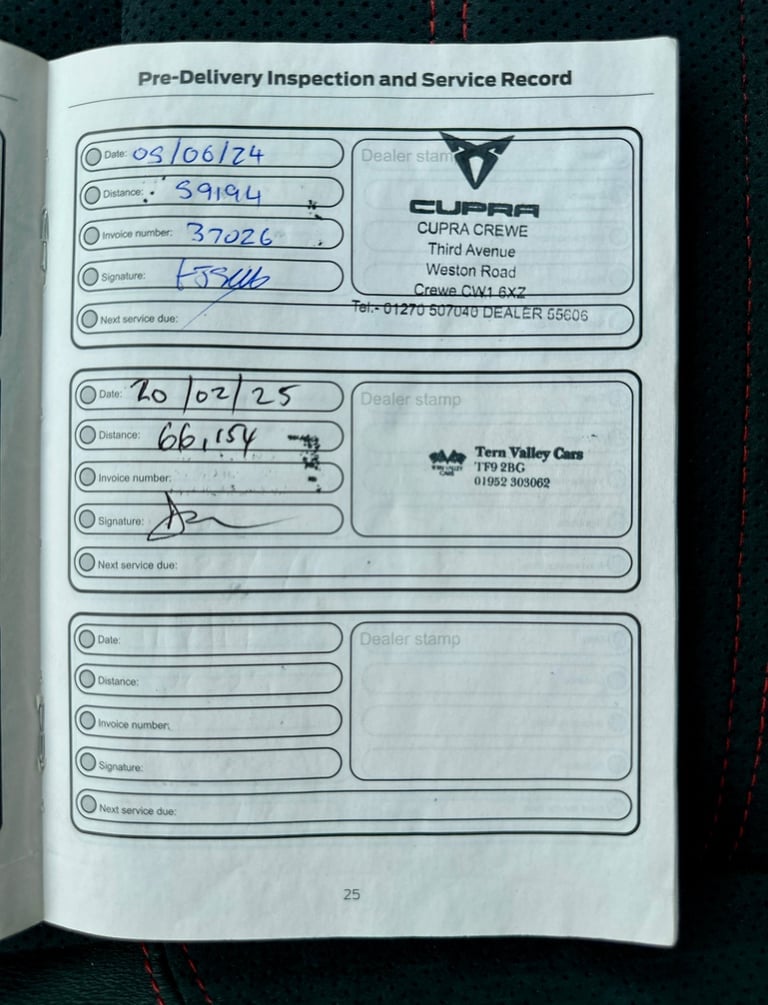 Pre-Delivery Inspection and Service Record
Date: 05/06/24
Distance: 59194
Invoice number: 37026
Signature:
Next service due:
Dealer stamp
CUPRA
CUPRA CREWE
Third Avenue
Weston Road
Crewe CW1 6XZ
Tel:- 01270 507040 DEALER 55606
Date: 20/02/25
Distance: 66,154
Invoice number:
Signature:
Next service due:
Dealer stamp
Tern Valley Cars
TF9 2BG
01952 303062
Date:
Distance:
Invoice number:
Signature:
Next service due:
Dealer stamp
25